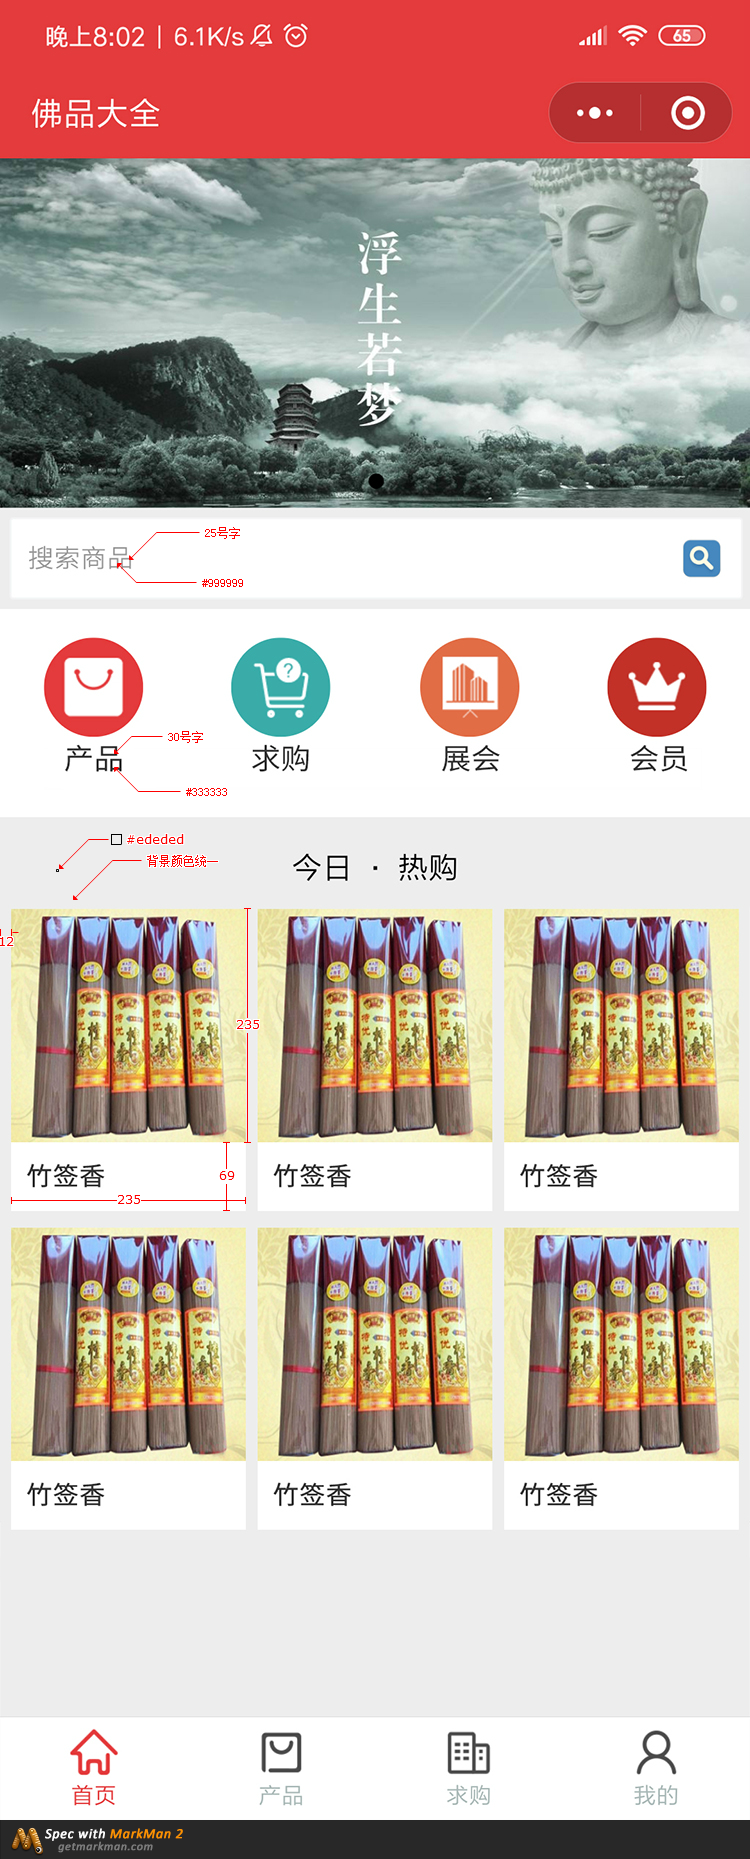 晚上8:02 | 6.1K/s
65
佛品大全
浮生若梦
搜索商品
25号字
#999999
产品
求购
展会
会员
30号字
#333333
#ededed
背景颜色统一
今日 · 热购
12
235
竹签香
竹签香
竹签香
69
235
竹签香
竹签香
竹签香
首页
产品
求购
我的
Spec with MarkMan 2
getmarkman.com